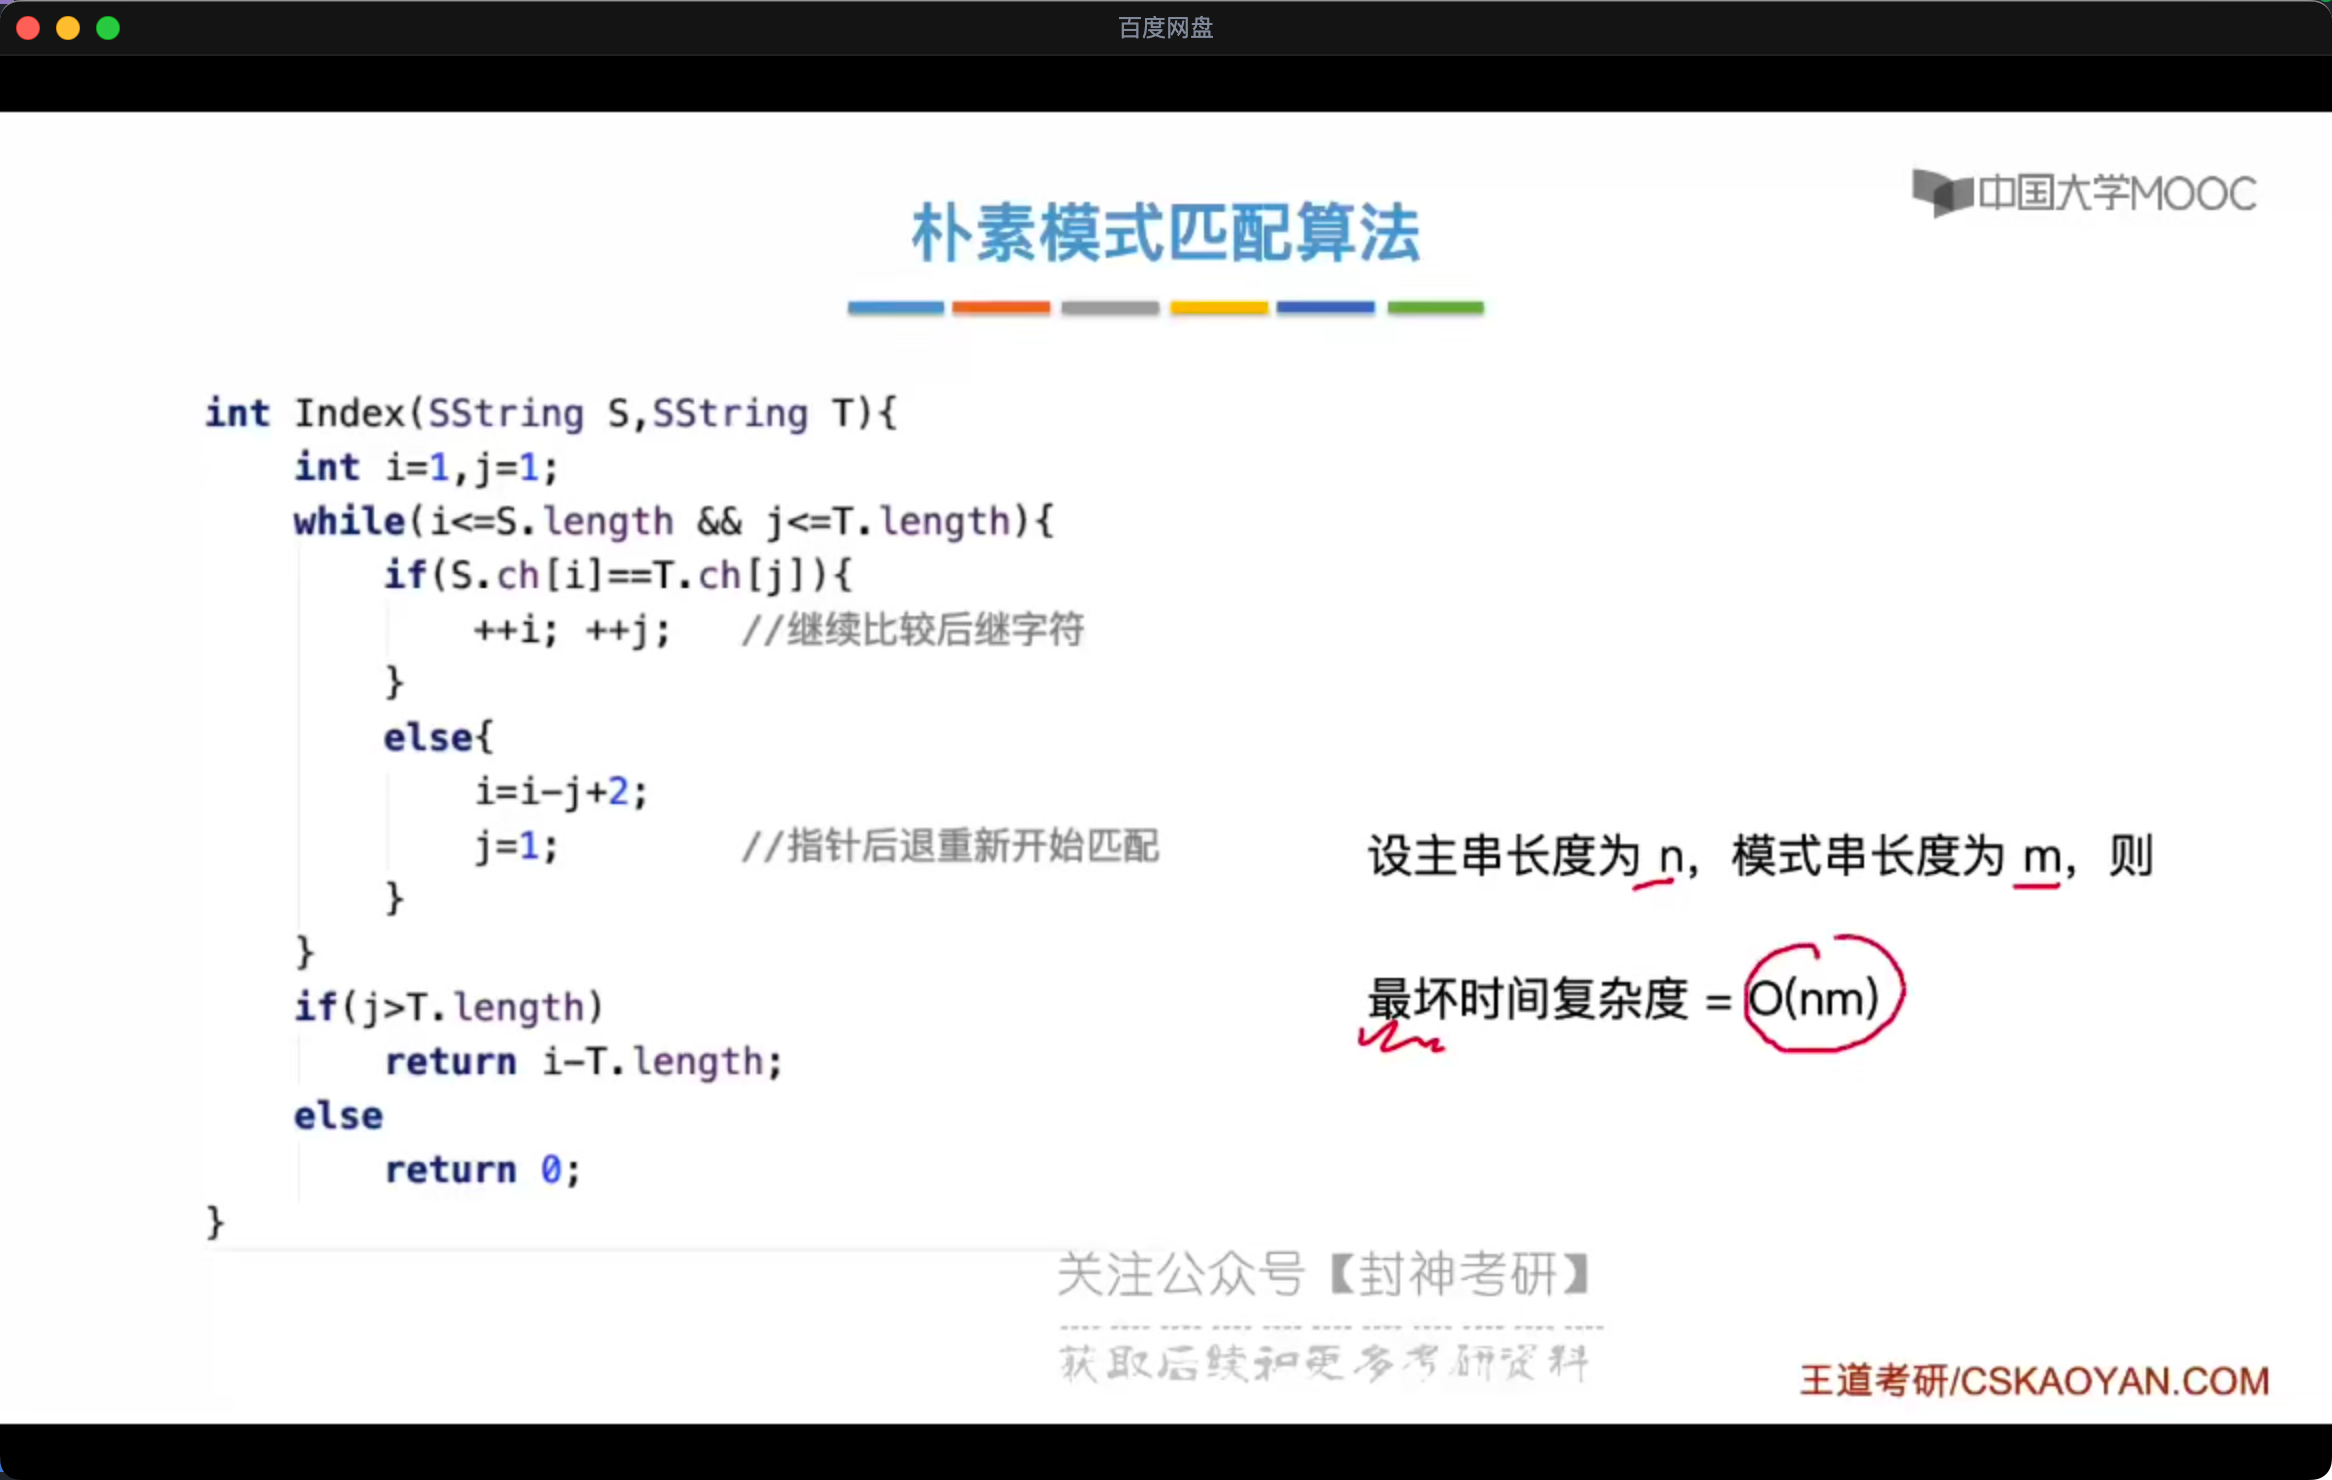 百度网盘
中国大学MOOC
朴素模式匹配算法
int Index(SString S,SString T){
    int i=1,j=1;
    while(i<=S.length && j<=T.length){
        if(S.ch[i]==T.ch[j]){
            ++i; ++j;   //继续比较后继字符
        }
        else{
            i=i-j+2;
            j=1;        //指针后退重新开始匹配
        }
    }
    if(j>T.length)
        return i-T.length;
    else
        return 0;
}
设主串长度为 n，模式串长度为 m，则
最坏时间复杂度 = O(nm)
关注公众号【封神考研】
获取后续和更多考研资料
王道考研/CSKAOYAN.COM